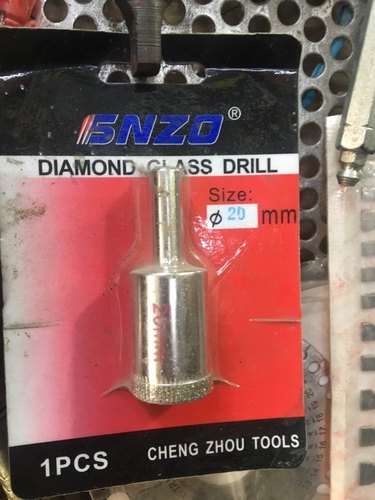 SNZO ®
DIAMOND GLASS DRILL
Size:
φ 20 mm
20mm
1PCS
CHENG ZHOU TOOLS